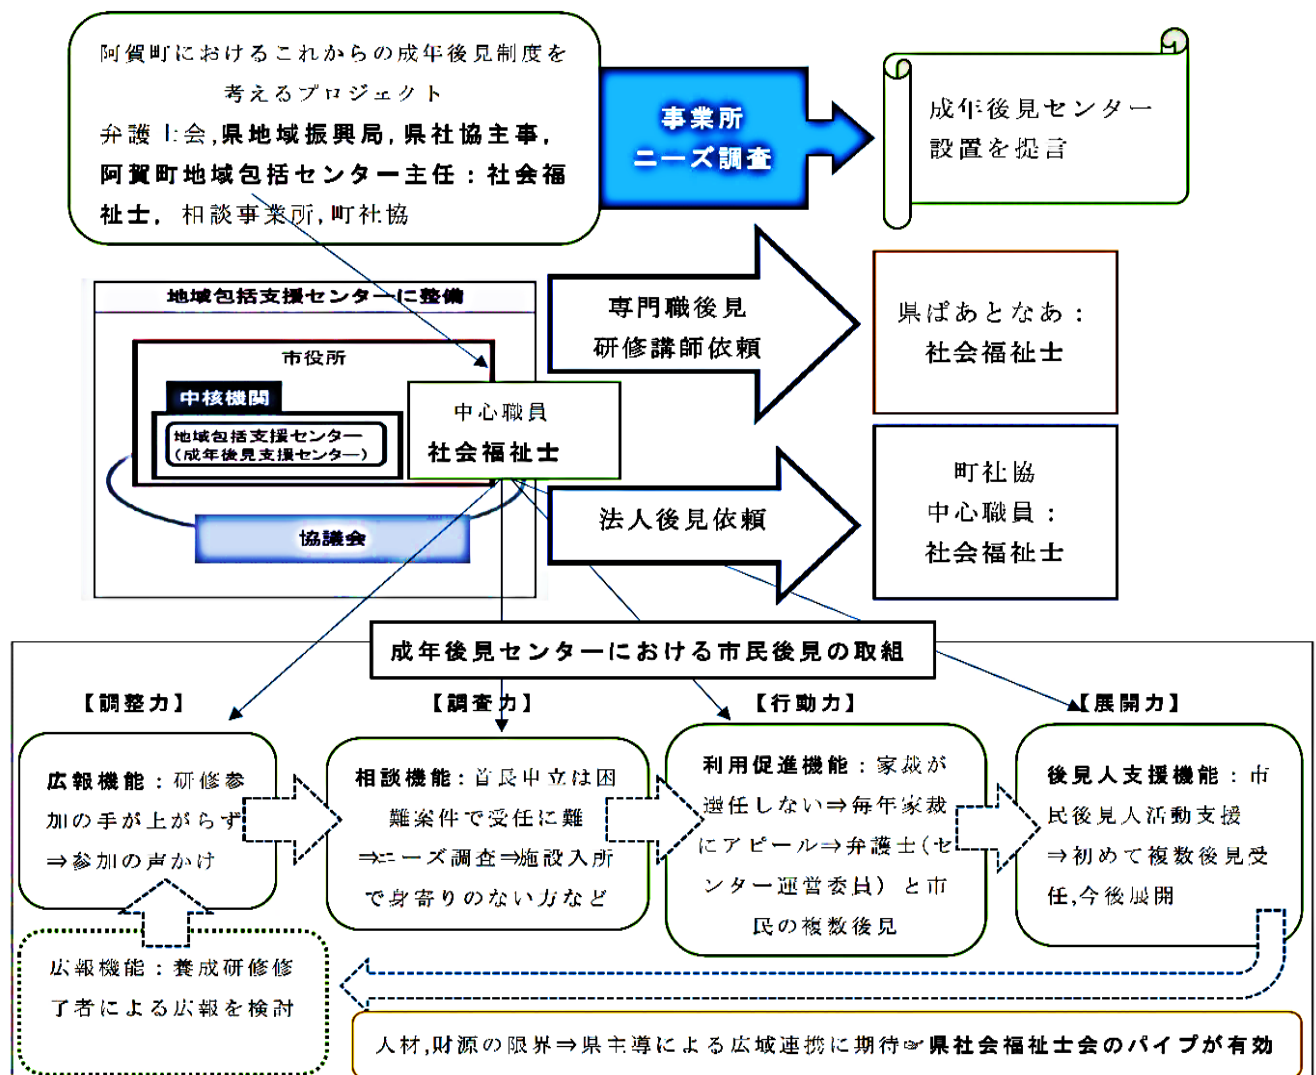 阿賀町におけるこれからの成年後見制度を
考えるプロジェクト
弁護士会,県地域振興局,県社協主事,
阿賀町地域包括センター主任：社会福
祉士, 相談事業所,町社協
事業所
ニーズ調査
成年後見センター
設置を提言
地域包括支援センターに整備
市役所
中核機関
地域包括支援センター
(成年後見支援センター)
中心職員
社会福祉士
協議会
専門職後見
研修講師依頼
県ぱあとなあ：
社会福祉士
法人後見依頼
町社協
中心職員：
社会福祉士
成年後見センターにおける市民後見の取組
【調整力】
【調査力】
【行動力】
【展開力】
広報機能：研修参
加の手が上がらず
⇒参加の声かけ
相談機能：首長申立は困
難案件で受任に難
⇒ニーズ調査⇒施設入所
で身寄りのない方など
利用促進機能：家裁が
選任しない⇒毎年家裁
にアピール⇒弁護士(セ
ンター運営委員) と市
民の複数後見
後見人支援機能：市
民後見人活動支援
⇒初めて複数後見受
任,今後展開
広報機能：養成研修修
了者による広報を検討
人材,財源の限界⇒県主導による広域連携に期待☞県社会福祉士会のパイプが有効